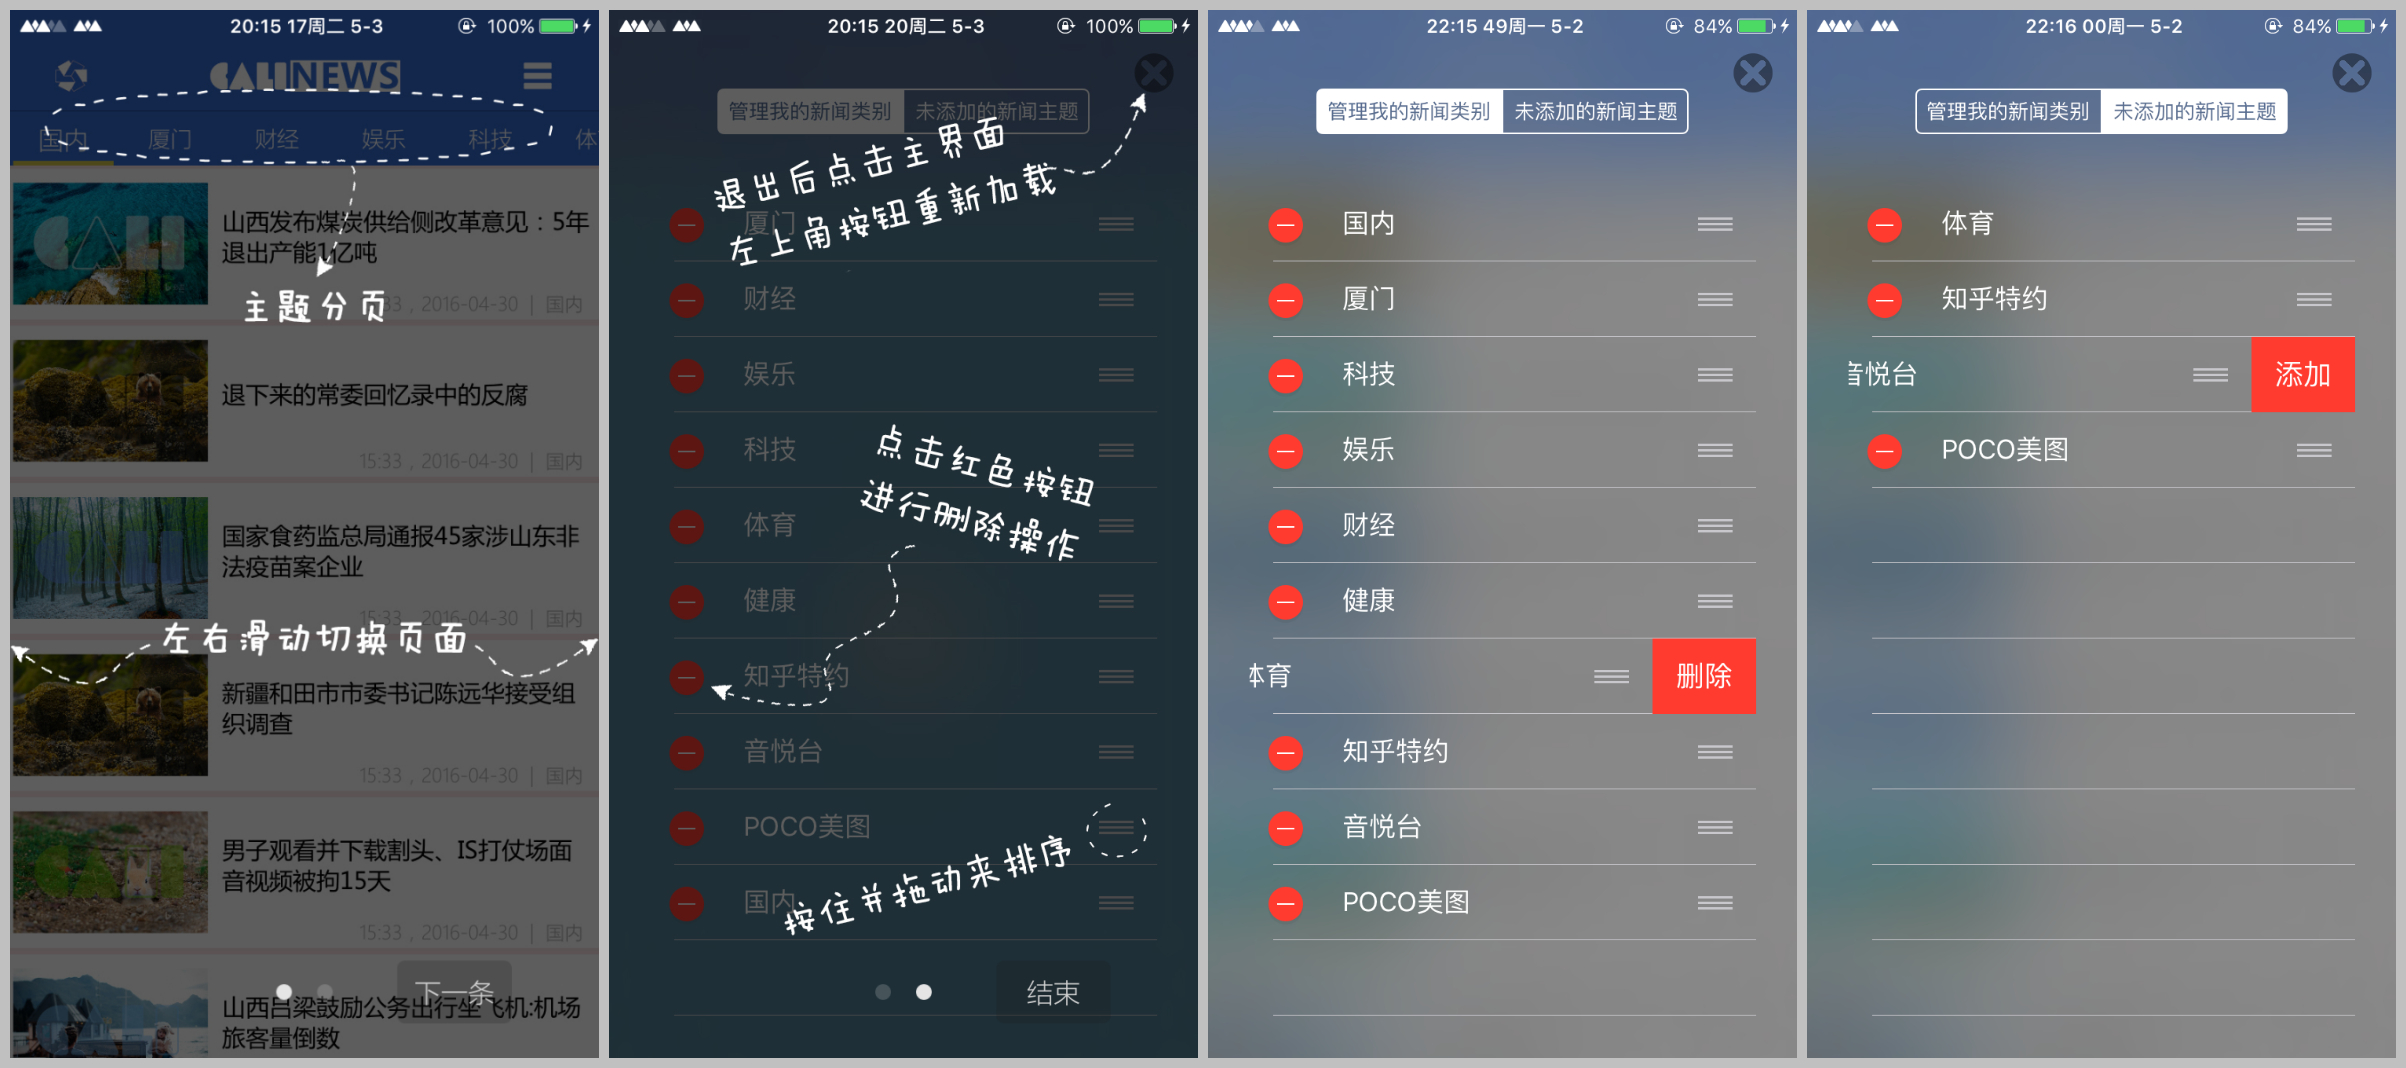 20:15 17周二 5-3
100%
CALINEWS
国内
厦门
财经
娱乐
科技
体
山西发布煤炭供给侧改革意见：5年
退出产能1亿吨
主题分页
33，2016-04-30 | 国内
退下来的常委回忆录中的反腐
15:33，2016-04-30 | 国内
国家食药监总局通报45家涉山东非
法疫苗案企业
15:33，2016-04-30 | 国内
左右滑动切换页面
新疆和田市市委书记陈远华接受组
织调查
15:33，2016-04-30 | 国内
男子观看并下载割头、IS打仗场面
音视频被拘15天
15:33，2016-04-30 | 国内
下一条
山西吕梁鼓励公务出行坐飞机:机场
旅客量倒数
20:15 20周二 5-3
100%
管理我的新闻类别
未添加的新闻主题
退出后点击主界面
左上角按钮重新加载
厦门
财经
娱乐
科技
点击红色按钮
进行删除操作
体育
健康
知乎特约
音悦台
POCO美图
按住并拖动来排序
国内
结束
22:15 49周一 5-2
84%
管理我的新闻类别
未添加的新闻主题
国内
厦门
科技
娱乐
财经
健康
体育
删除
知乎特约
音悦台
POCO美图
22:16 00周一 5-2
84%
管理我的新闻类别
未添加的新闻主题
体育
知乎特约
音悦台
添加
POCO美图